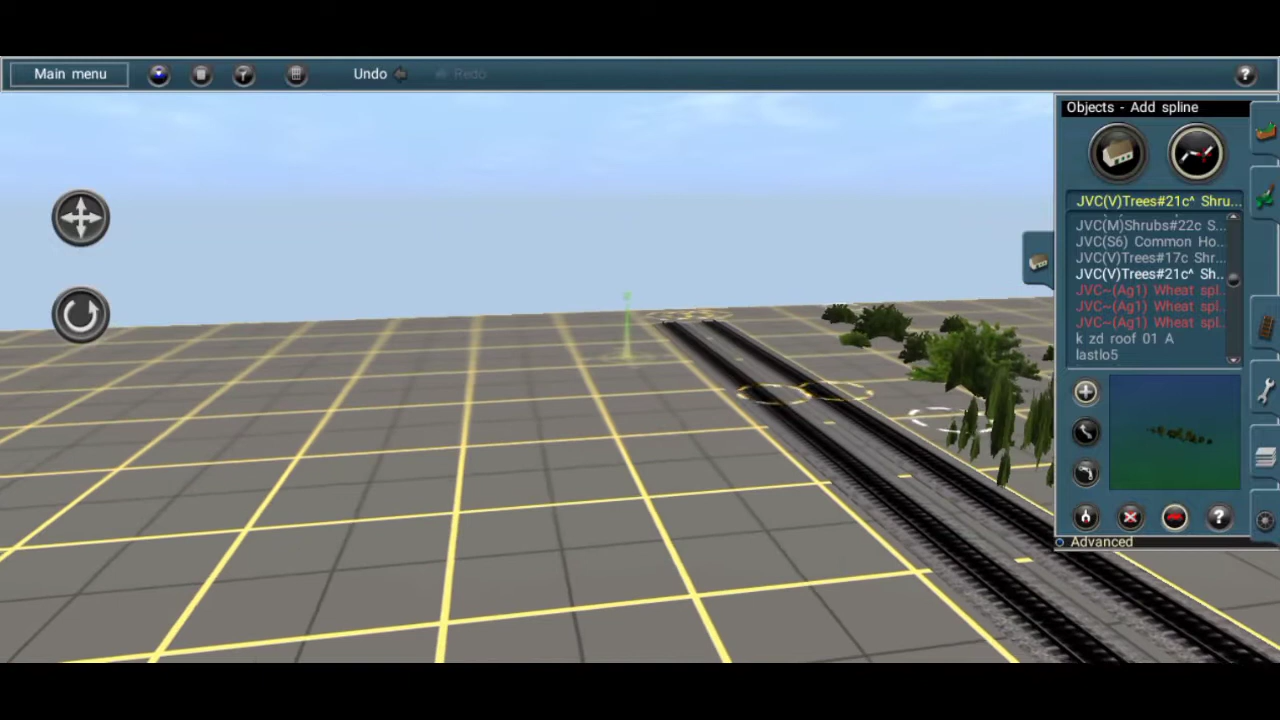 Main menu
Undo
Redo
?
Objects - Add spline
JVC(V)Trees#21c^ Shru...
JVC(M)Shrubs#22c S...
JVC(S6) Common Ho...
JVC(V)Trees#17c Shr...
JVC(V)Trees#21c^ Sh...
JVC~(Ag1) Wheat spl...
JVC~(Ag1) Wheat spl...
JVC~(Ag1) Wheat spl...
k zd roof 01 A
lastlo5
?
Advanced